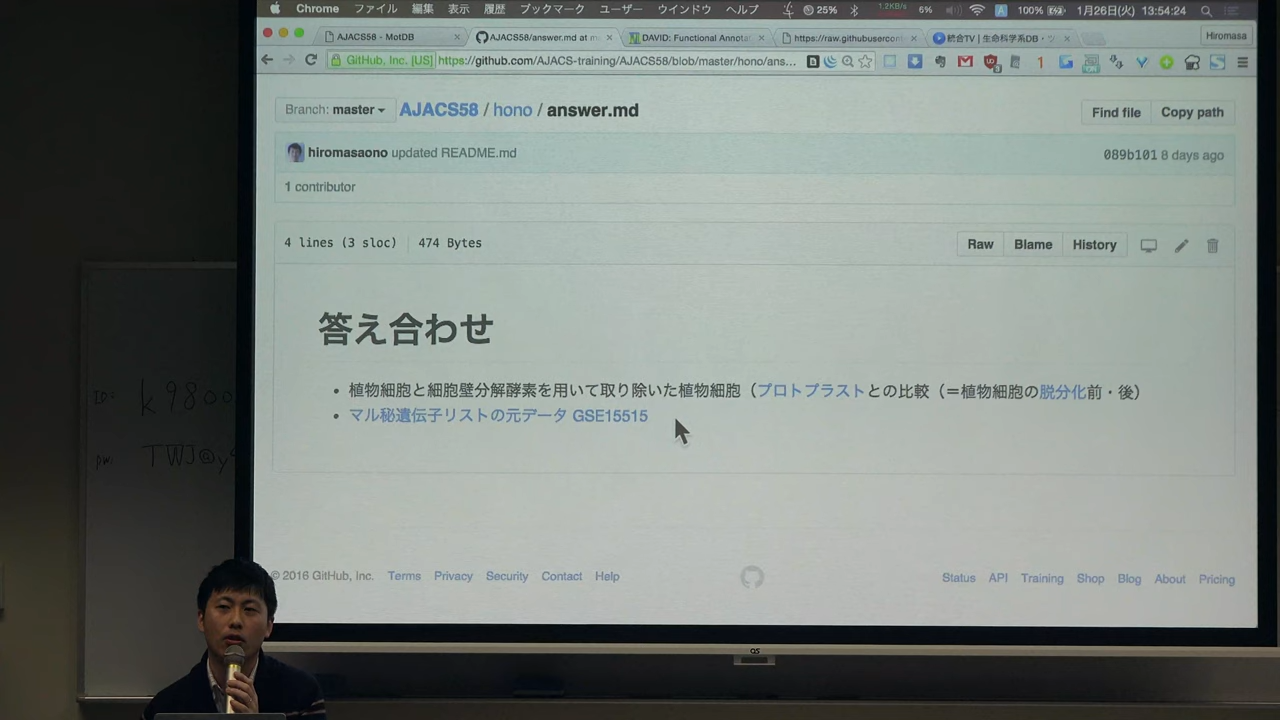 Chrome ファイル 編集 表示 履歴 ブックマーク ユーザー ウインドウ ヘルプ 25% 1.2KB/s 6% 100% 1月26日(火) 13:54:24
AJACS58 - MotDB AJACS58/answer.md at m DAVID: Functional Annota https://raw.githubuserconte 統合TV | 生命科学系DB・ツ Hiromasa
GitHub, Inc. [US] https://github.com/AJACS-training/AJACS58/blob/master/hono/ans...
Branch: master AJACS58 / hono / answer.md Find file Copy path
hiromasaono updated README.md 089b101 8 days ago
1 contributor
4 lines (3 sloc) 474 Bytes Raw Blame History
答え合わせ
• 植物細胞と細胞壁分解酵素を用いて取り除いた植物細胞（プロトプラストとの比較（＝植物細胞の脱分化前・後）
• マル秘遺伝子リストの元データ GSE15515
© 2016 GitHub, Inc. Terms Privacy Security Contact Help Status API Training Shop Blog About Pricing
ID: k9800
pw: TWJ@y